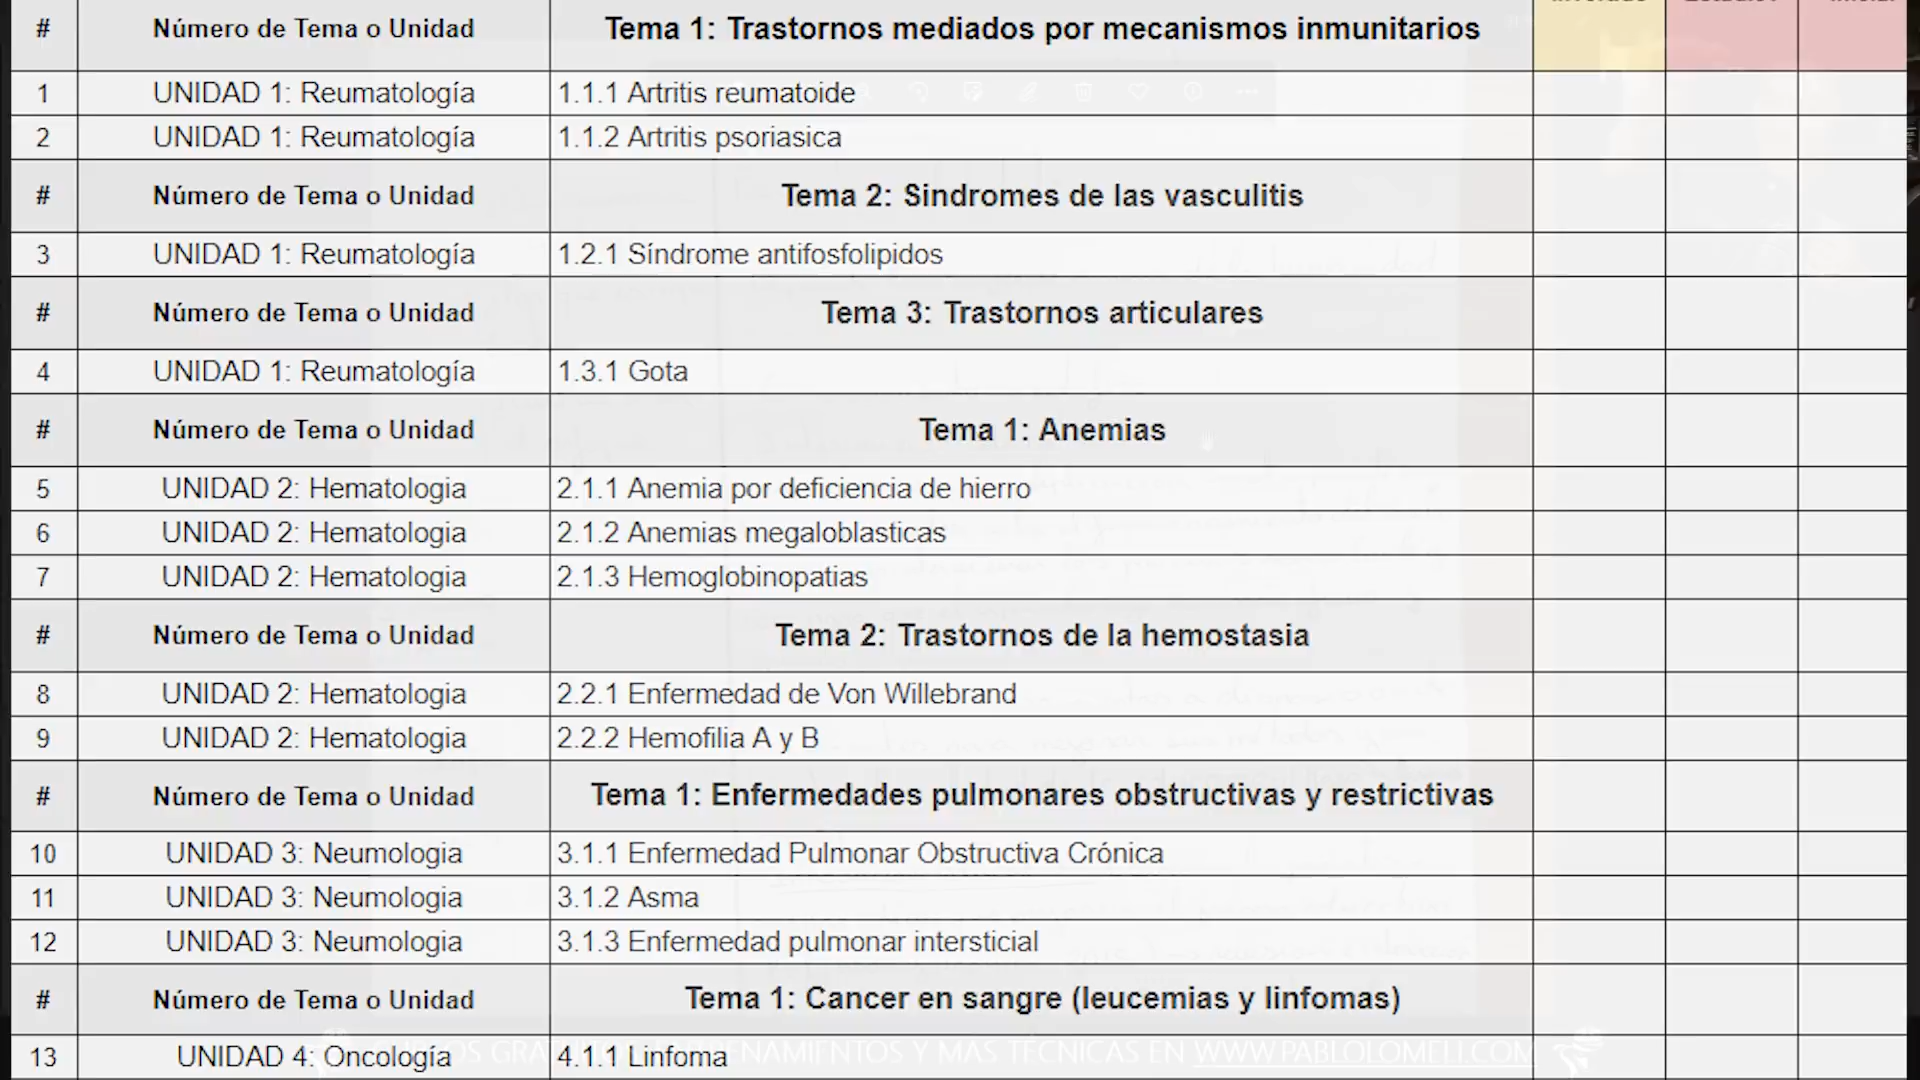 # Número de Tema o Unidad Tema 1: Trastornos mediados por mecanismos inmunitarios
1 UNIDAD 1: Reumatología 1.1.1 Artritis reumatoide
2 UNIDAD 1: Reumatología 1.1.2 Artritis psoriasica
# Número de Tema o Unidad Tema 2: Sindromes de las vasculitis
3 UNIDAD 1: Reumatología 1.2.1 Síndrome antifosfolipidos
# Número de Tema o Unidad Tema 3: Trastornos articulares
4 UNIDAD 1: Reumatología 1.3.1 Gota
# Número de Tema o Unidad Tema 1: Anemias
5 UNIDAD 2: Hematologia 2.1.1 Anemia por deficiencia de hierro
6 UNIDAD 2: Hematologia 2.1.2 Anemias megaloblasticas
7 UNIDAD 2: Hematologia 2.1.3 Hemoglobinopatias
# Número de Tema o Unidad Tema 2: Trastornos de la hemostasia
8 UNIDAD 2: Hematologia 2.2.1 Enfermedad de Von Willebrand
9 UNIDAD 2: Hematologia 2.2.2 Hemofilia A y B
# Número de Tema o Unidad Tema 1: Enfermedades pulmonares obstructivas y restrictivas
10 UNIDAD 3: Neumologia 3.1.1 Enfermedad Pulmonar Obstructiva Crónica
11 UNIDAD 3: Neumologia 3.1.2 Asma
12 UNIDAD 3: Neumologia 3.1.3 Enfermedad pulmonar intersticial
# Número de Tema o Unidad Tema 1: Cancer en sangre (leucemias y linfomas)
13 UNIDAD 4: Oncología 4.1.1 Linfoma
Y MAS TÉCNICAS EN WWW.PABLOLOMELI.COM